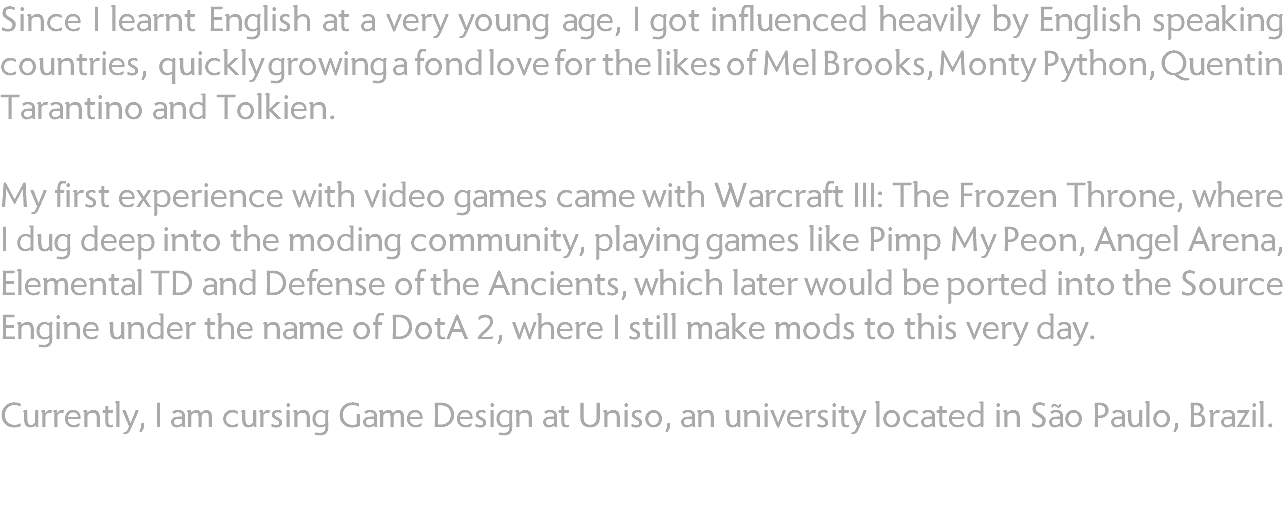 Since I learnt English at a very young age, I got influenced heavily by English speaking
countries, quickly growing a fond love for the likes of Mel Brooks, Monty Python, Quentin
Tarantino and Tolkien.
My first experience with video games came with Warcraft III: The Frozen Throne, where
I dug deep into the moding community, playing games like Pimp My Peon, Angel Arena,
Elemental TD and Defense of the Ancients, which later would be ported into the Source
Engine under the name of DotA 2, where I still make mods to this very day.
Currently, I am cursing Game Design at Uniso, an university located in São Paulo, Brazil.